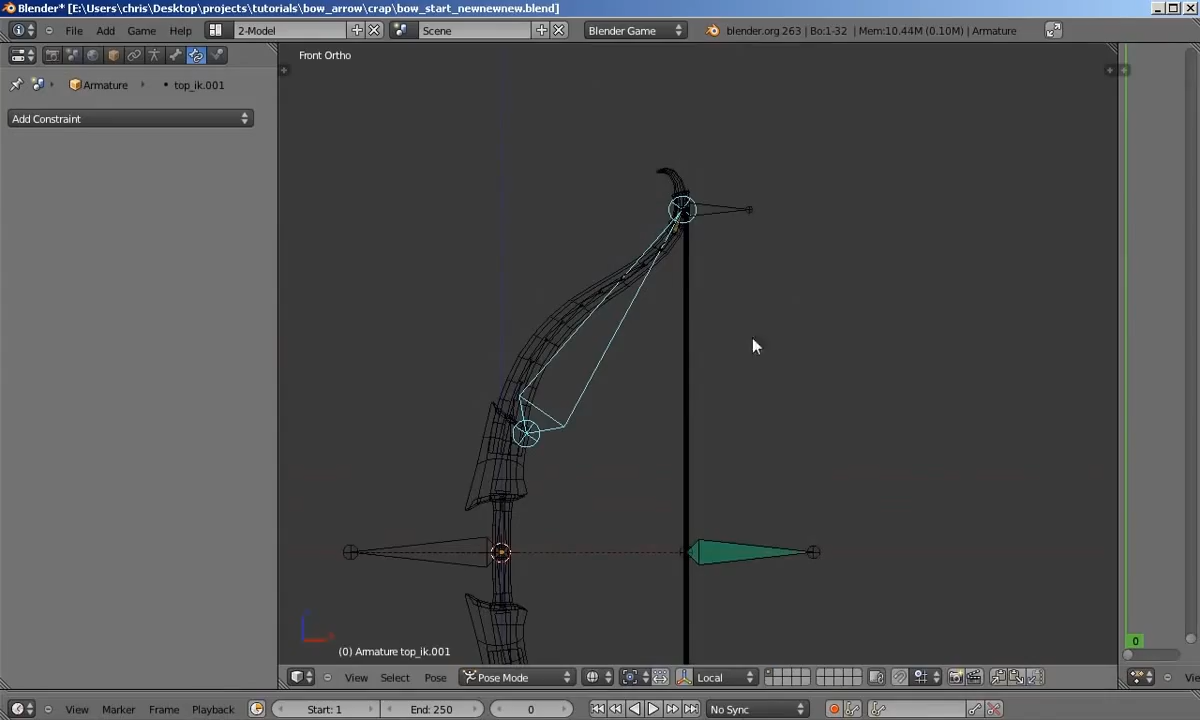 Blender* [E:\Users\chris\Desktop\projects\tutorials\bow_arrow\crap\bow_start_newnewnew.blend]
File Add Game Help 2-Model Scene Blender Game blender.org 263 | Bo:1-32 | Mem:10.44M (0.10M) | Armature
Front Ortho
Armature top_ik.001
Add Constraint
(0) Armature top_ik.001
0
View Select Pose Pose Mode Local
View Marker Frame Playback Start: 1 End: 250 0 No Sync